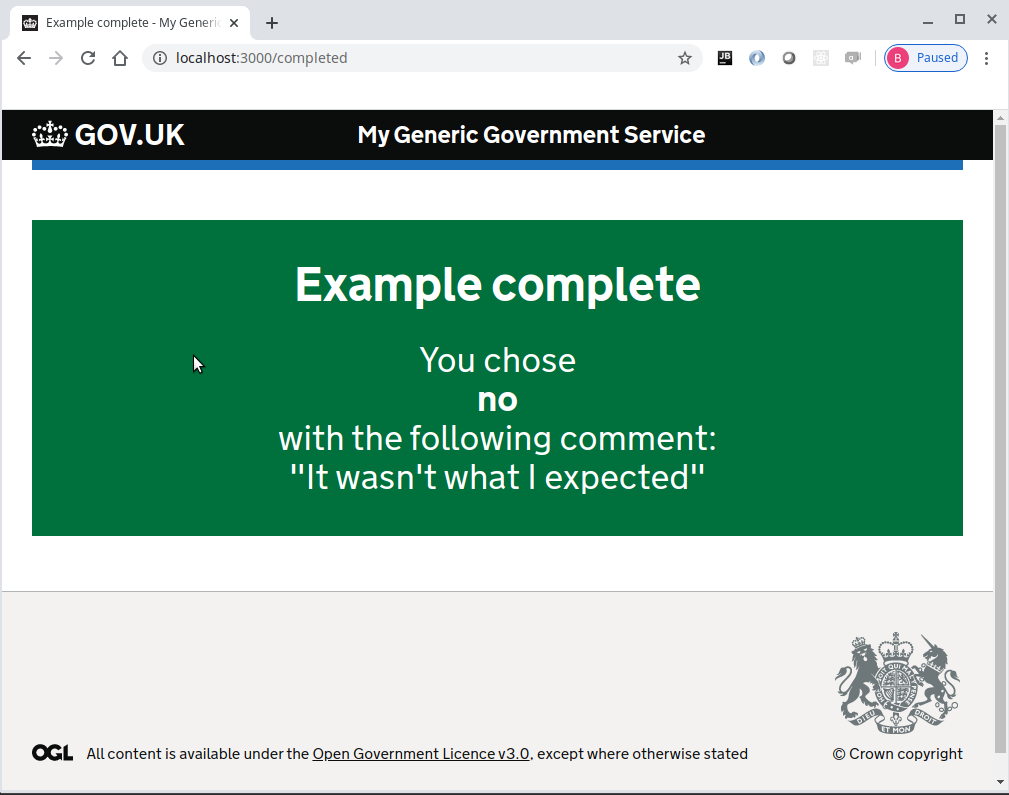 Example complete - My Generic
localhost:3000/completed
JB
B Paused
GOV.UK My Generic Government Service
Example complete
You chose
no
with the following comment:
"It wasn't what I expected"
DIEU ET MON DROIT
OGL All content is available under the Open Government Licence v3.0, except where otherwise stated © Crown copyright